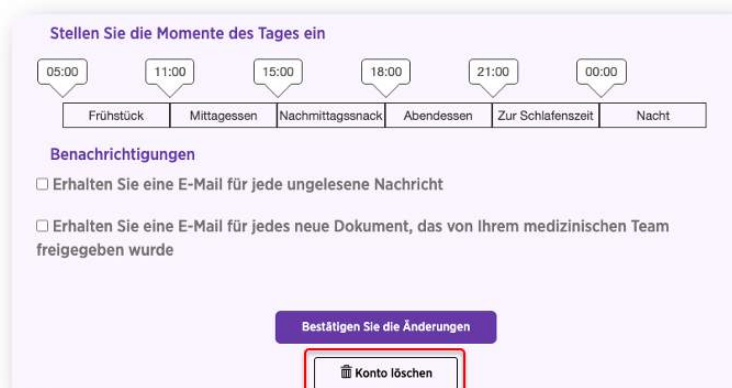 Stellen Sie die Momente des Tages ein
05:00 11:00 15:00 18:00 21:00 00:00
Frühstück Mittagessen Nachmittagssnack Abendessen Zur Schlafenszeit Nacht
Benachrichtigungen
Erhalten Sie eine E-Mail für jede ungelesene Nachricht
Erhalten Sie eine E-Mail für jedes neue Dokument, das von Ihrem medizinischen Team
freigegeben wurde
Bestätigen Sie die Änderungen
Konto löschen